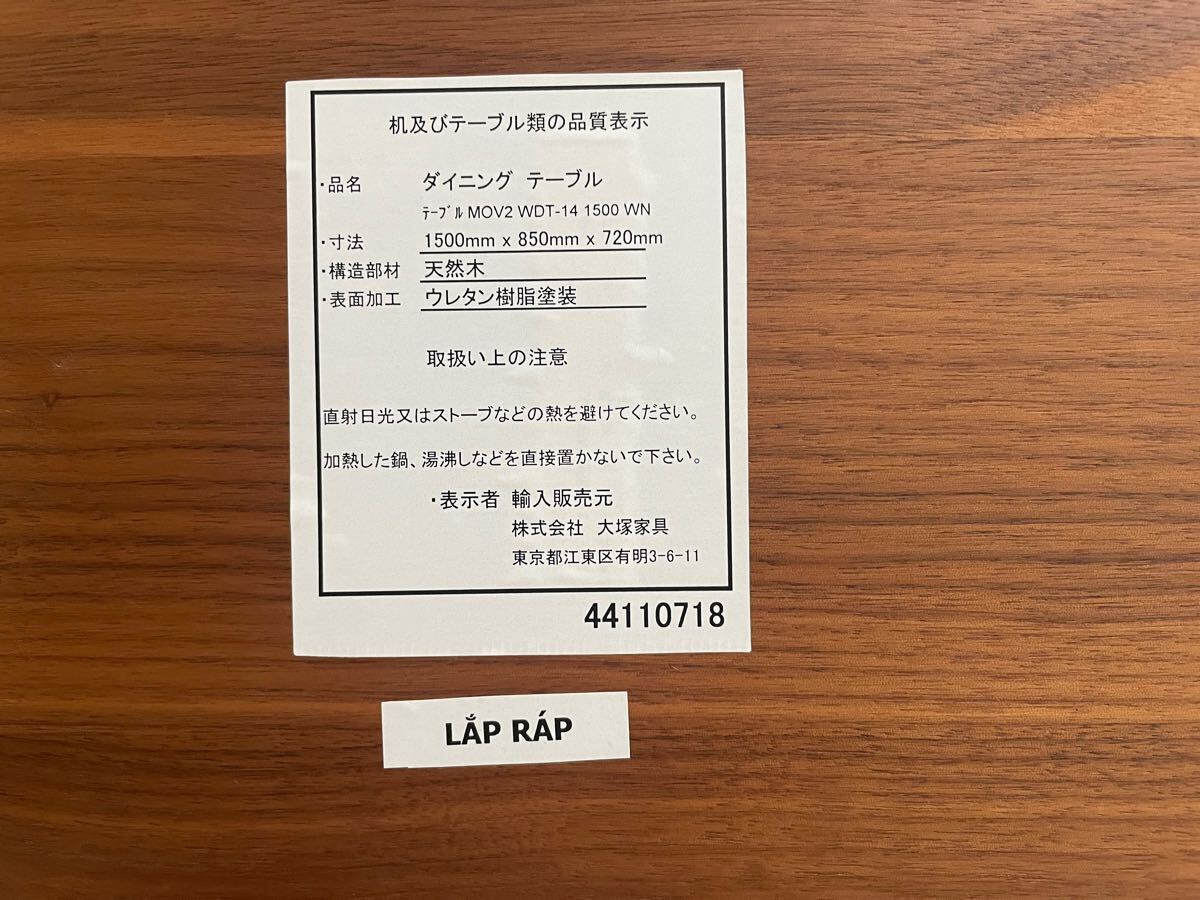 机及びテーブル類の品質表示
・品名 ダイニング テーブル
ﾃｰﾌﾞﾙ MOV2 WDT-14 1500 WN
・寸法 1500mm x 850mm x 720mm
・構造部材 天然木
・表面加工 ウレタン樹脂塗装
取扱い上の注意
直射日光又はストーブなどの熱を避けてください。
加熱した鍋、湯沸しなどを直接置かないで下さい。
・表示者 輸入販売元
株式会社 大塚家具
東京都江東区有明3-6-11
44110718
LẮP RÁP